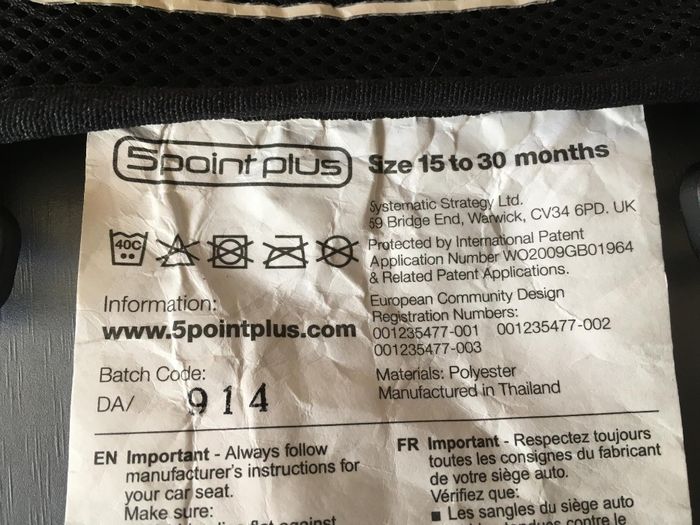 5point plus
Size 15 to 30 months
Systematic Strategy Ltd.
59 Bridge End, Warwick, CV34 6PD. UK
40C
Protected by International Patent
Application Number WO2009GB01964
& Related Patent Applications.
Information:
www.5pointplus.com
European Community Design
Registration Numbers:
001235477-001 001235477-002
001235477-003
Batch Code:
DA/ 914
Materials: Polyester
Manufactured in Thailand
EN Important - Always follow
manufacturer's instructions for
your car seat.
Make sure:
FR Important - Respectez toujours
toutes les consignes du fabricant
de votre siège auto.
Vérifiez que:
■ Les sangles du siège auto